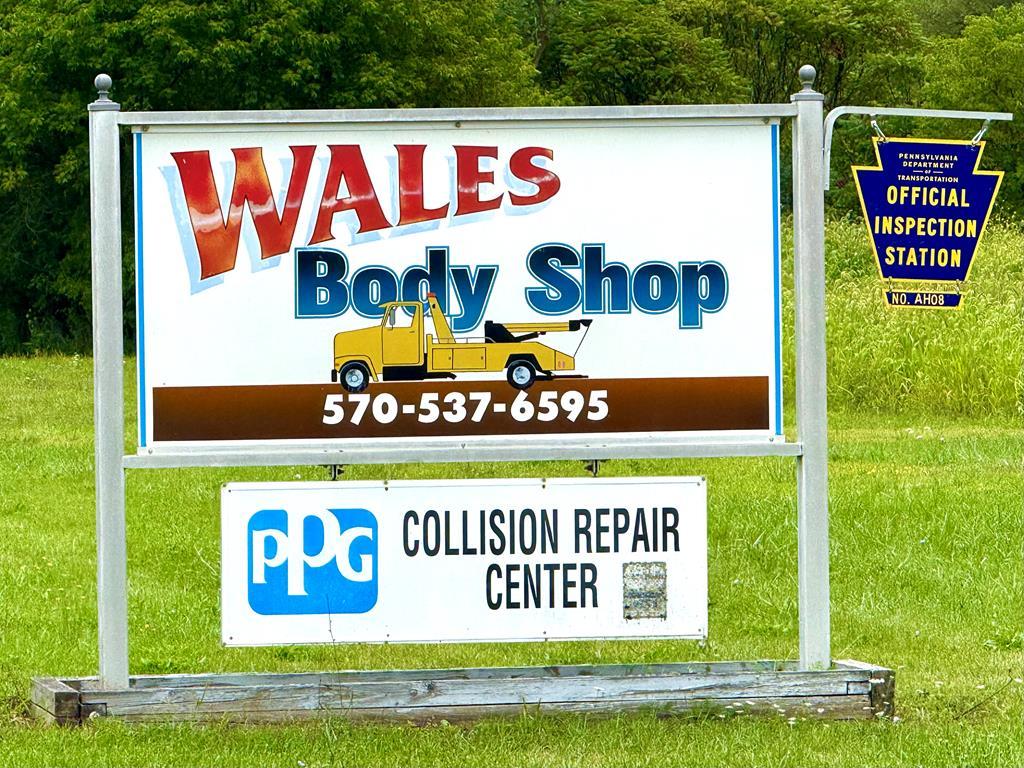 WALES
Body Shop
570-537-6595
PPG
COLLISION REPAIR
CENTER
PENNSYLVANIA
DEPARTMENT
OF
TRANSPORTATION
OFFICIAL
INSPECTION
STATION
NO. AH08